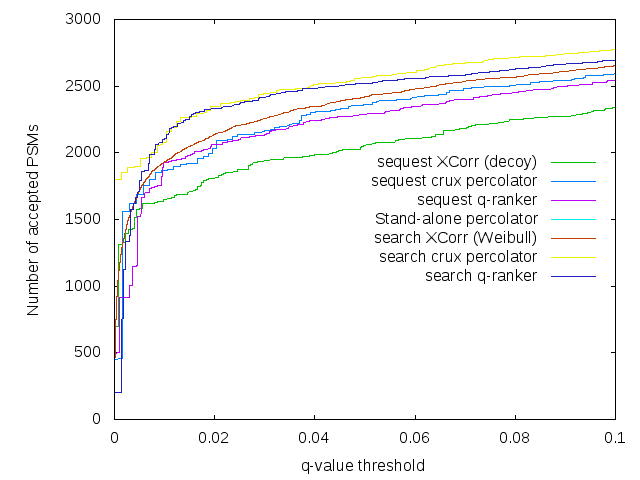 3000
2500
2000
1500
1000
500
0
Number of accepted PSMs
sequest XCorr (decoy)
sequest crux percolator
sequest q-ranker
Stand-alone percolator
search XCorr (Weibull)
search crux percolator
search q-ranker
0 0.02 0.04 0.06 0.08 0.1
q-value threshold